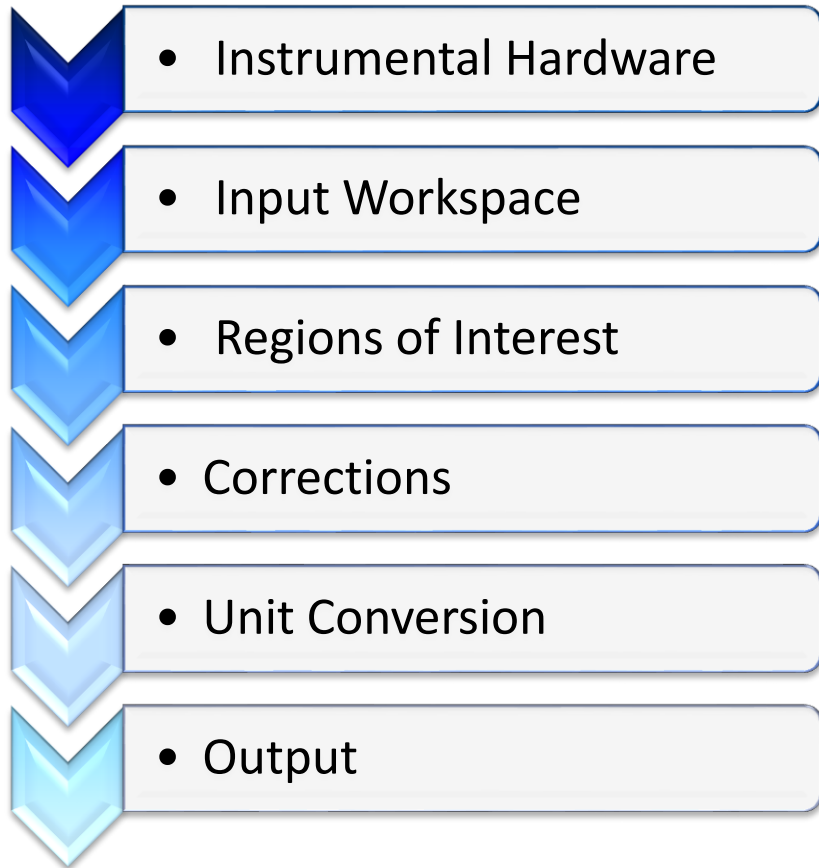 • Instrumental Hardware
• Input Workspace
• Regions of Interest
• Corrections
• Unit Conversion
• Output